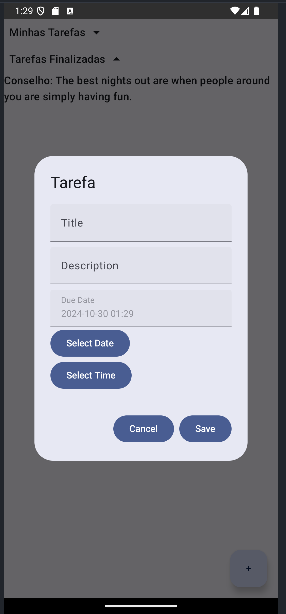 1:29
Minhas Tarefas
Tarefas Finalizadas
Conselho: The best nights out are when people around
you are simply having fun.
Tarefa
Title
Description
Due Date
2024 10-30 01:29
Select Date
Select Time
Cancel
Save
+